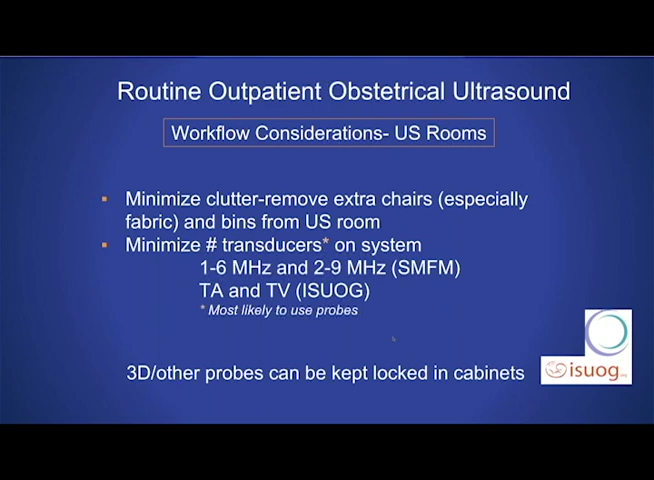 Routine Outpatient Obstetrical Ultrasound
Workflow Considerations- US Rooms
▪ Minimize clutter-remove extra chairs (especially
fabric) and bins from US room
▪ Minimize # transducers* on system
1-6 MHz and 2-9 MHz (SMFM)
TA and TV (ISUOG)
* Most likely to use probes
3D/other probes can be kept locked in cabinets
isuog